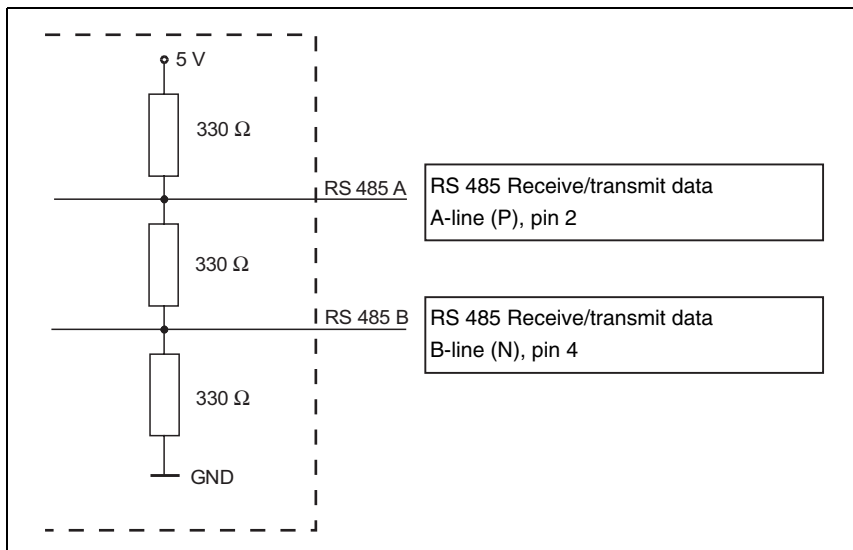 5 V
330 Ω
RS 485 A
RS 485 Receive/transmit data
A-line (P), pin 2
330 Ω
RS 485 B
RS 485 Receive/transmit data
B-line (N), pin 4
330 Ω
GND